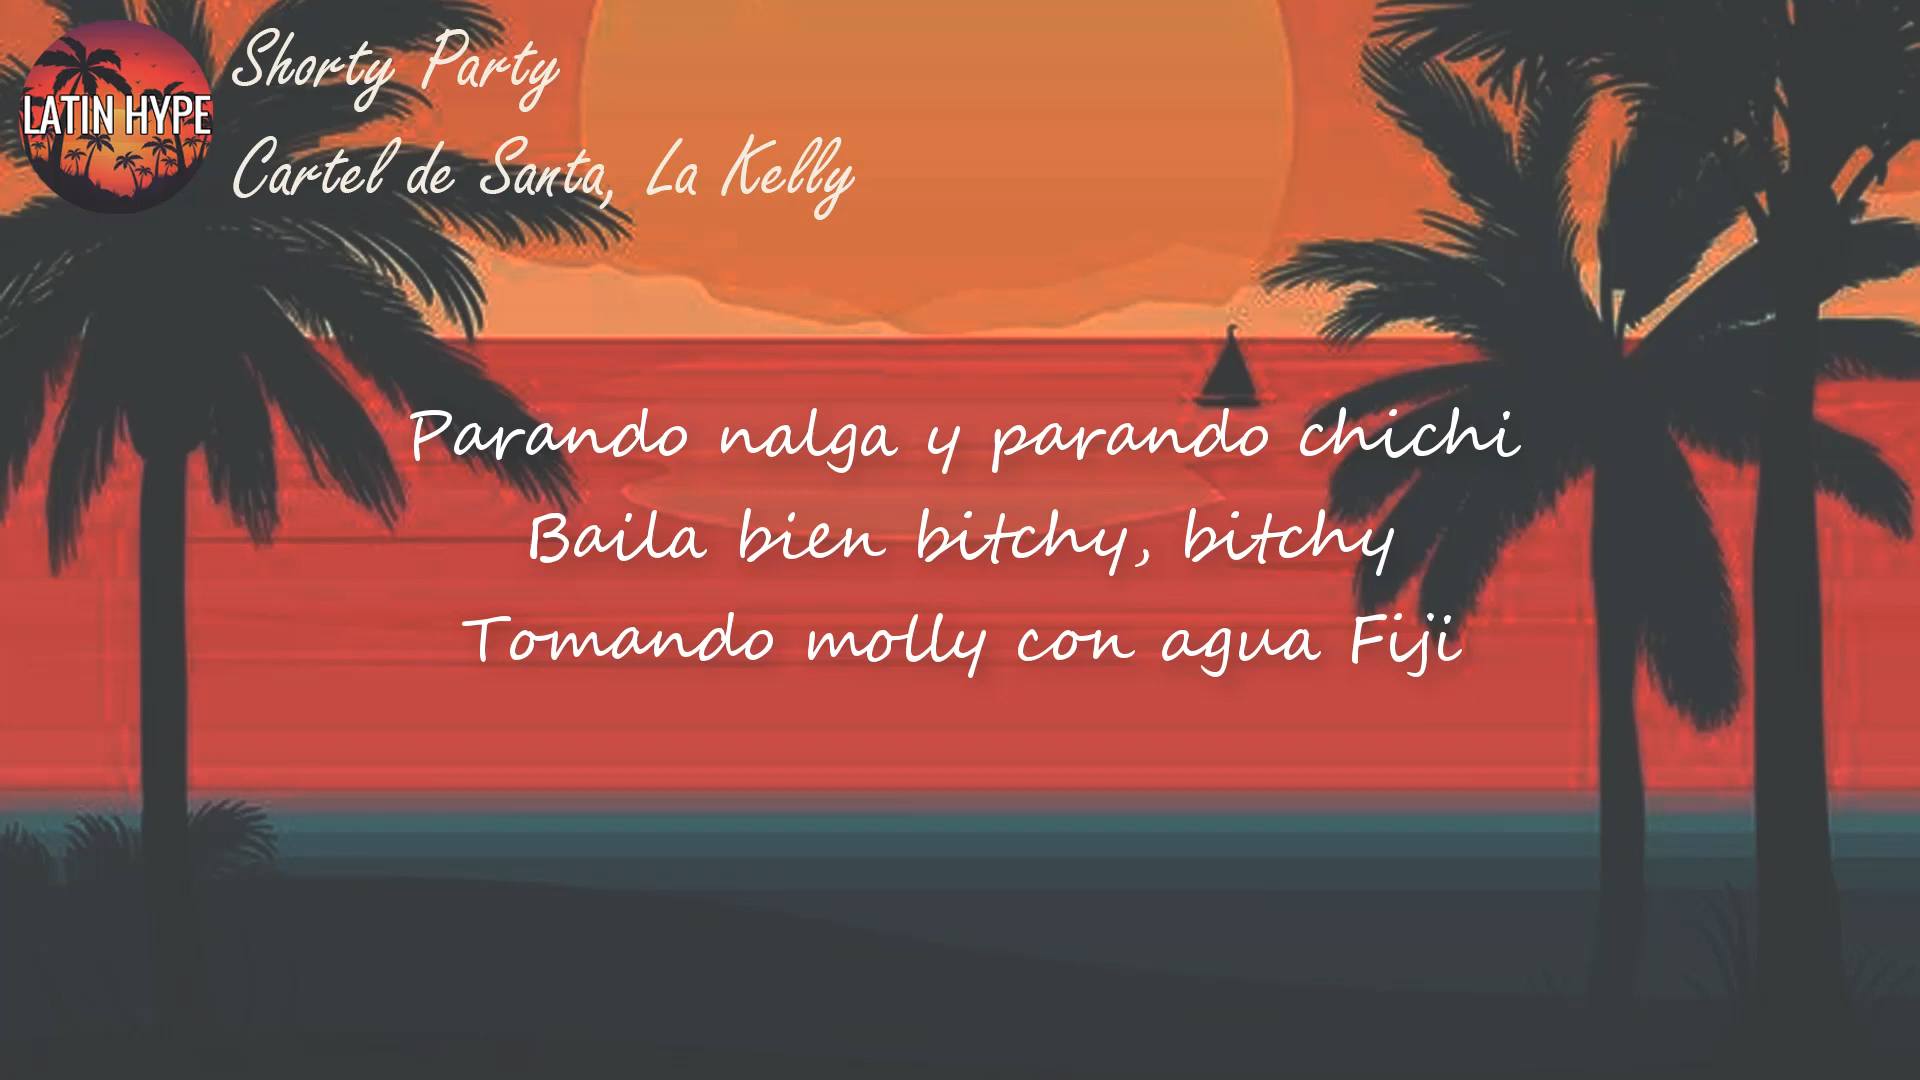 LATIN HYPE
Shorty Party
Cartel de Santa, La Kelly
Parando nalga y parando chichi
Baila bien bitchy, bitchy
Tomando molly con agua Fiji